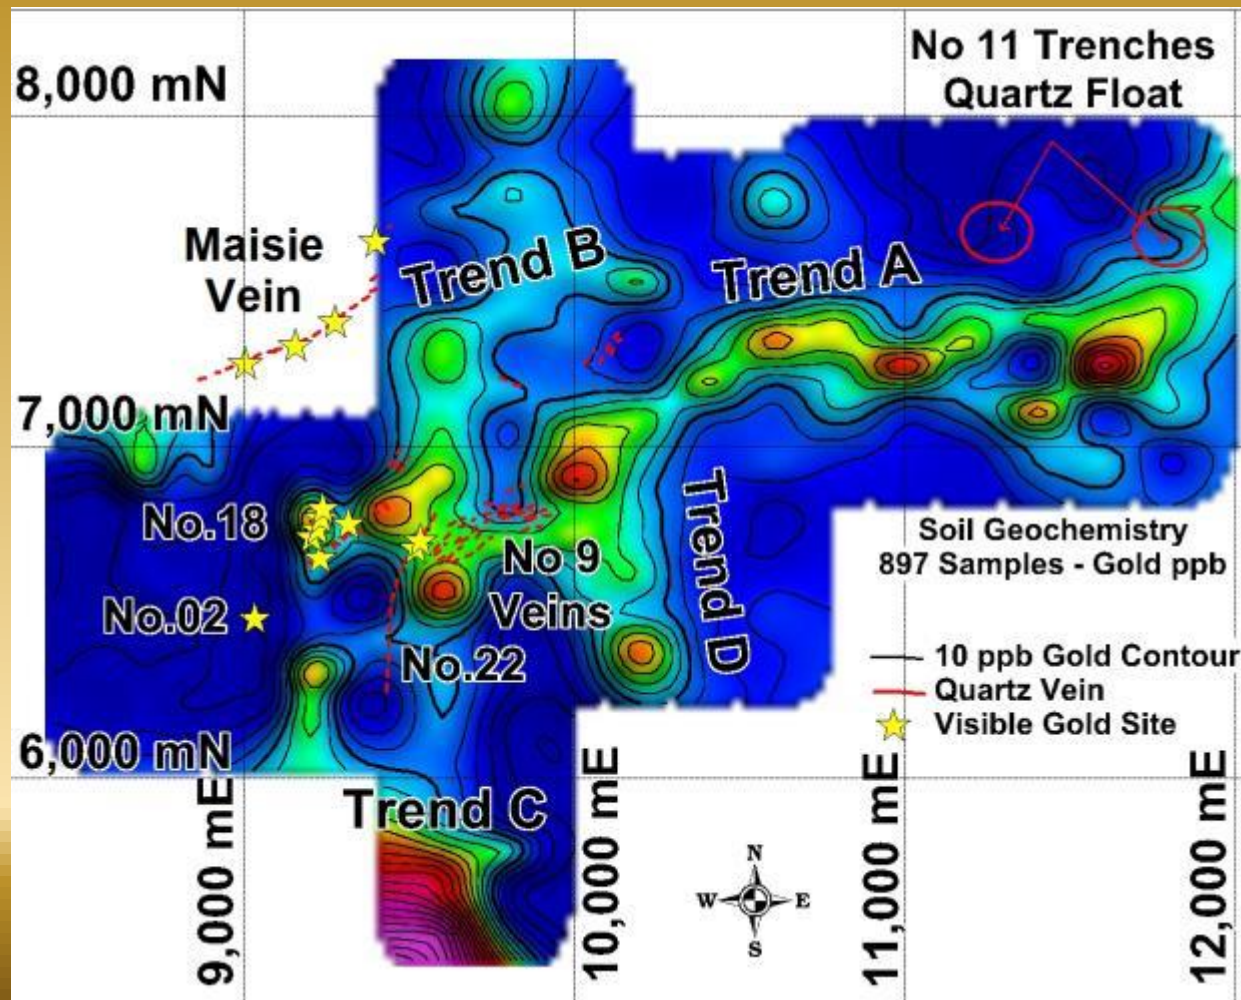 No 11 Trenches
Quartz Float
8,000 mN
Maisie
Vein
Trend B
Trend A
7,000 mN
No.18
No 9
Veins
Trend D
Soil Geochemistry
897 Samples - Gold ppb
No.02
No.22
10 ppb Gold Contour
Quartz Vein
Visible Gold Site
6,000 mN
Trend C
9,000 mE
10,000 mE
11,000 mE
12,000 mE
N
W E
S